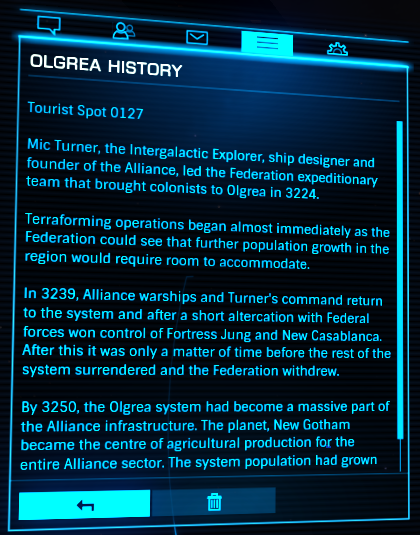 OLGREA HISTORY
Tourist Spot 0127
Mic Turner, the Intergalactic Explorer, ship designer and
founder of the Alliance, led the Federation expeditionary
team that brought colonists to Olgrea in 3224.
Terraforming operations began almost immediately as the
Federation could see that further population growth in the
region would require room to accommodate.
In 3239, Alliance warships and Turner's command return
to the system and after a short altercation with Federal
forces won control of Fortress Jung and New Casablanca.
After this it was only a matter of time before the rest of the
system surrendered and the Federation withdrew.
By 3250, the Olgrea system had become a massive part of
the Alliance infrastructure. The planet, New Gotham
became the centre of agricultural production for the
entire Alliance sector. The system population had grown